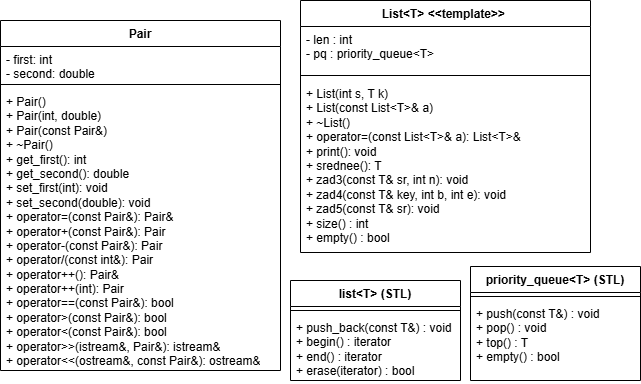 Pair
- first: int
- second: double
+ Pair()
+ Pair(int, double)
+ Pair(const Pair&)
+ ~Pair()
+ get_first(): int
+ get_second(): double
+ set_first(int): void
+ set_second(double): void
+ operator=(const Pair&): Pair&
+ operator+(const Pair&): Pair
+ operator-(const Pair&): Pair
+ operator/(const int&): Pair
+ operator++(): Pair&
+ operator++(int): Pair
+ operator==(const Pair&): bool
+ operator>(const Pair&): bool
+ operator<(const Pair&): bool
+ operator>>(istream&, Pair&): istream&
+ operator<<(ostream&, const Pair&): ostream&
List<T> <<template>>
- len : int
- pq : priority_queue<T>
+ List(int s, T k)
+ List(const List<T>& a)
+ ~List()
+ operator=(const List<T>& a): List<T>&
+ print(): void
+ srednee(): T
+ zad3(const T& sr, int n): void
+ zad4(const T& key, int b, int e): void
+ zad5(const T& sr): void
+ size() : int
+ empty() : bool
list<T> (STL)
+ push_back(const T&) : void
+ begin() : iterator
+ end() : iterator
+ erase(iterator) : bool
priority_queue<T> (STL)
+ push(const T&) : void
+ pop() : void
+ top() : T
+ empty() : bool